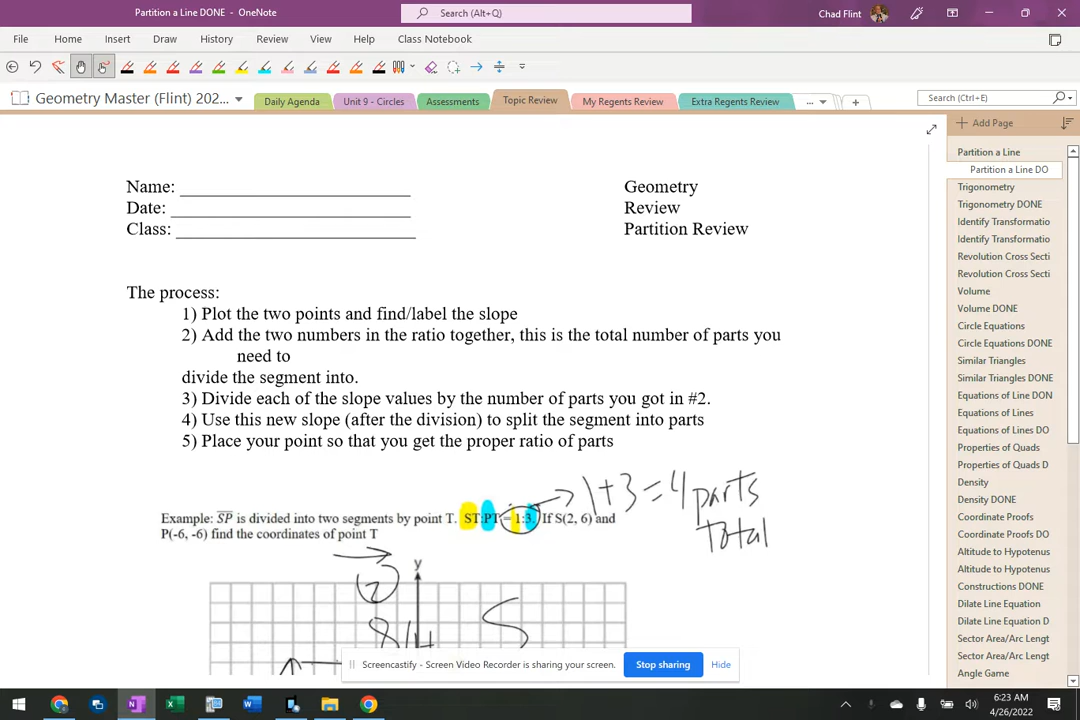 Partition a Line DONE - OneNote
Search (Alt+Q)
Chad Flint
File Home Insert Draw History Review View Help Class Notebook
Geometry Master (Flint) 202...
Daily Agenda
Unit 9 - Circles
Assessments
Topic Review
My Regents Review
Extra Regents Review
...
Search (Ctrl+E)
Add Page
Partition a Line
Partition a Line DO
Trigonometry
Trigonometry DONE
Identify Transformatio
Identify Transformatio
Revolution Cross Secti
Revolution Cross Secti
Volume
Volume DONE
Circle Equations
Circle Equations DONE
Similar Triangles
Similar Triangles DONE
Equations of Line DON
Equations of Lines
Equations of Lines DO
Properties of Quads
Properties of Quads D
Density
Density DONE
Coordinate Proofs
Coordinate Proofs DO
Altitude to Hypotenus
Altitude to Hypotenus
Constructions DONE
Dilate Line Equation
Dilate Line Equation D
Sector Area/Arc Lengt
Sector Area/Arc Lengt
Angle Game
Name: ____________________ Geometry
Date: ____________________ Review
Class: ____________________ Partition Review
The process:
1) Plot the two points and find/label the slope
2) Add the two numbers in the ratio together, this is the total number of parts you
need to
divide the segment into.
3) Divide each of the slope values by the number of parts you got in #2.
4) Use this new slope (after the division) to split the segment into parts
5) Place your point so that you get the proper ratio of parts
1+3=4 parts
total
Example: SP is divided into two segments by point T. ST:PT = 1:3. If S(2, 6) and
P(-6, -6) find the coordinates of point T
y
2
8/4
S
Screencastify - Screen Video Recorder is sharing your screen.
Stop sharing
Hide
6:23 AM
4/26/2022